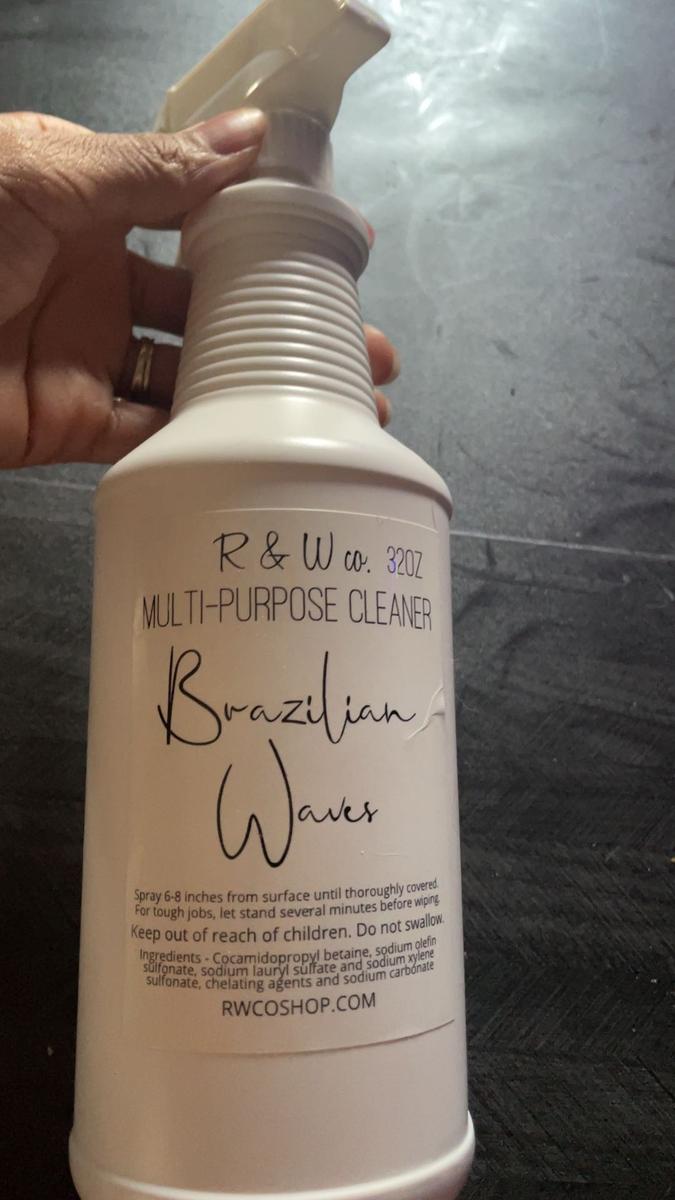 R & W co. 32OZ
MULTI-PURPOSE CLEANER
Brazilian
Waves
Spray 6-8 inches from surface until thoroughly covered.
For tough jobs, let stand several minutes before wiping.
Keep out of reach of children. Do not swallow.
Ingredients - Cocamidopropyl betaine, sodium olefin
sulfonate, sodium lauryl sulfate and sodium xylene
sulfonate, chelating agents and sodium carbonate
RWCOSHOP.COM